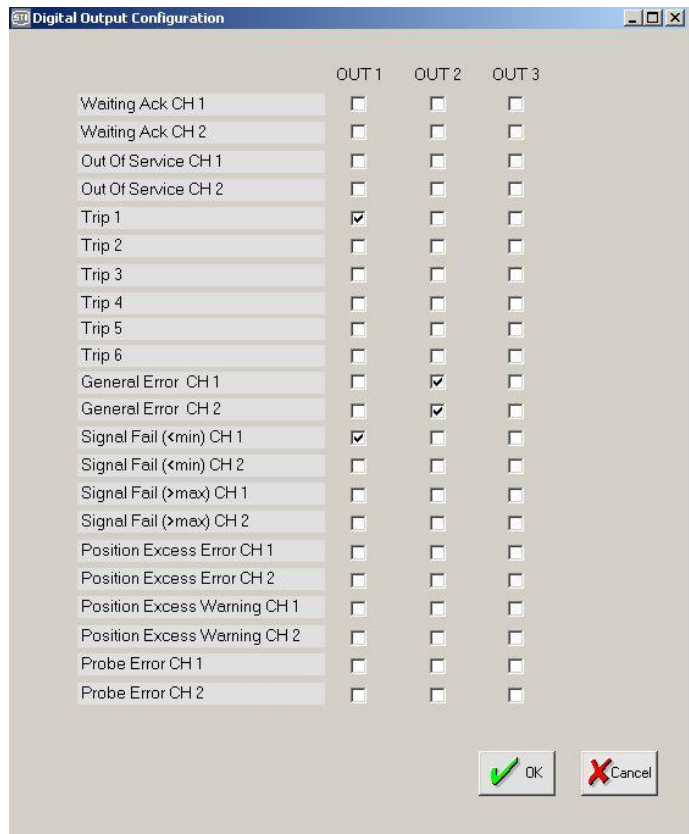 STI Digital Output Configuration
OUT 1 OUT 2 OUT 3
Waiting Ack CH 1
Waiting Ack CH 2
Out Of Service CH 1
Out Of Service CH 2
Trip 1
Trip 2
Trip 3
Trip 4
Trip 5
Trip 6
General Error CH 1
General Error CH 2
Signal Fail (<min) CH 1
Signal Fail (<min) CH 2
Signal Fail (>max) CH 1
Signal Fail (>max) CH 2
Position Excess Error CH 1
Position Excess Error CH 2
Position Excess Warning CH 1
Position Excess Warning CH 2
Probe Error CH 1
Probe Error CH 2
OK Cancel